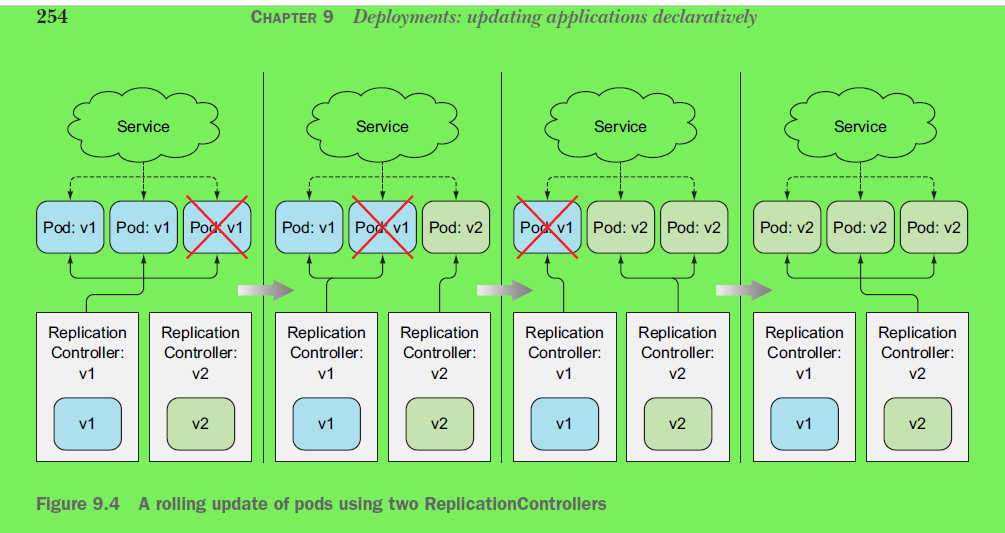 254 CHAPTER 9 Deployments: updating applications declaratively
Service Service Service Service
Pod: v1 Pod: v1 Pod: v1 Pod: v1 Pod: v1 Pod: v2 Pod: v1 Pod: v2 Pod: v2 Pod: v2 Pod: v2 Pod: v2
Replication Replication Replication Replication Replication Replication Replication Replication
Controller: Controller: Controller: Controller: Controller: Controller: Controller: Controller:
v1 v2 v1 v2 v1 v2 v1 v2
v1 v2 v1 v2 v1 v2 v1 v2
Figure 9.4 A rolling update of pods using two ReplicationControllers